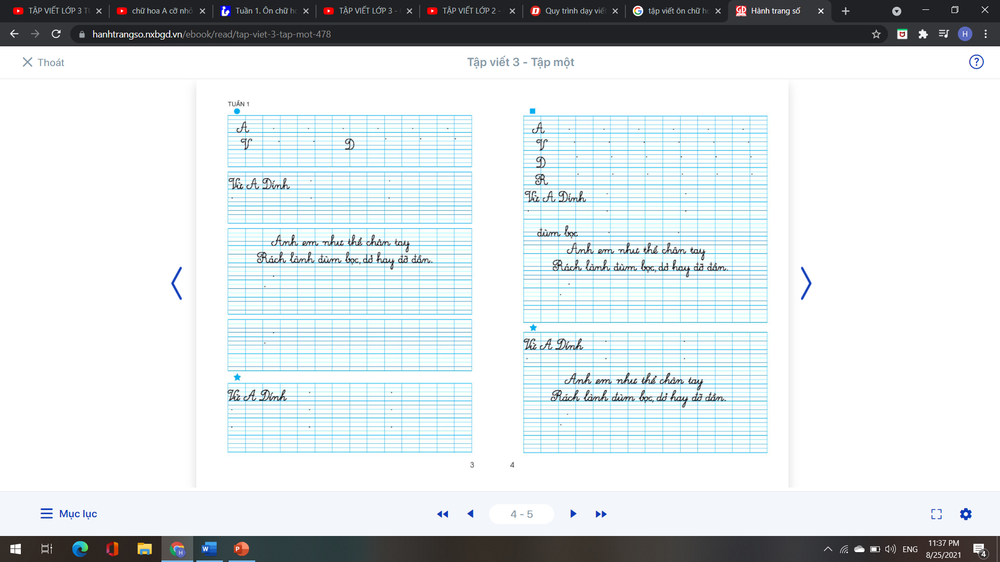 TẬP VIẾT LỚP 3 T
chữ hoa A cỡ nhỏ
Tuần 1. Ôn chữ h
TẬP VIẾT LỚP 3 -
TẬP VIẾT LỚP 2 -
Quy trình dạy viết
tập viết ôn chữ h
Hành trang số
hanhtrangso.nxbgd.vn/ebook/read/tap-viet-3-tap-mot-478
H
Thoát
Tập viết 3 - Tập một
?
TUẦN 1
A
V D
Vừ A Dính
Anh em như thể chân tay
Rách lành đùm bọc, dở hay đỡ đần.
Vừ A Dính
3
A
V
D
R
Vừ A Dính
đùm bọc
Anh em như thể chân tay
Rách lành đùm bọc, dở hay đỡ đần.
Vừ A Dính
Anh em như thể chân tay
Rách lành đùm bọc, dở hay đỡ đần.
4
Mục lục
4 - 5
ENG
11:37 PM
8/25/2021
4